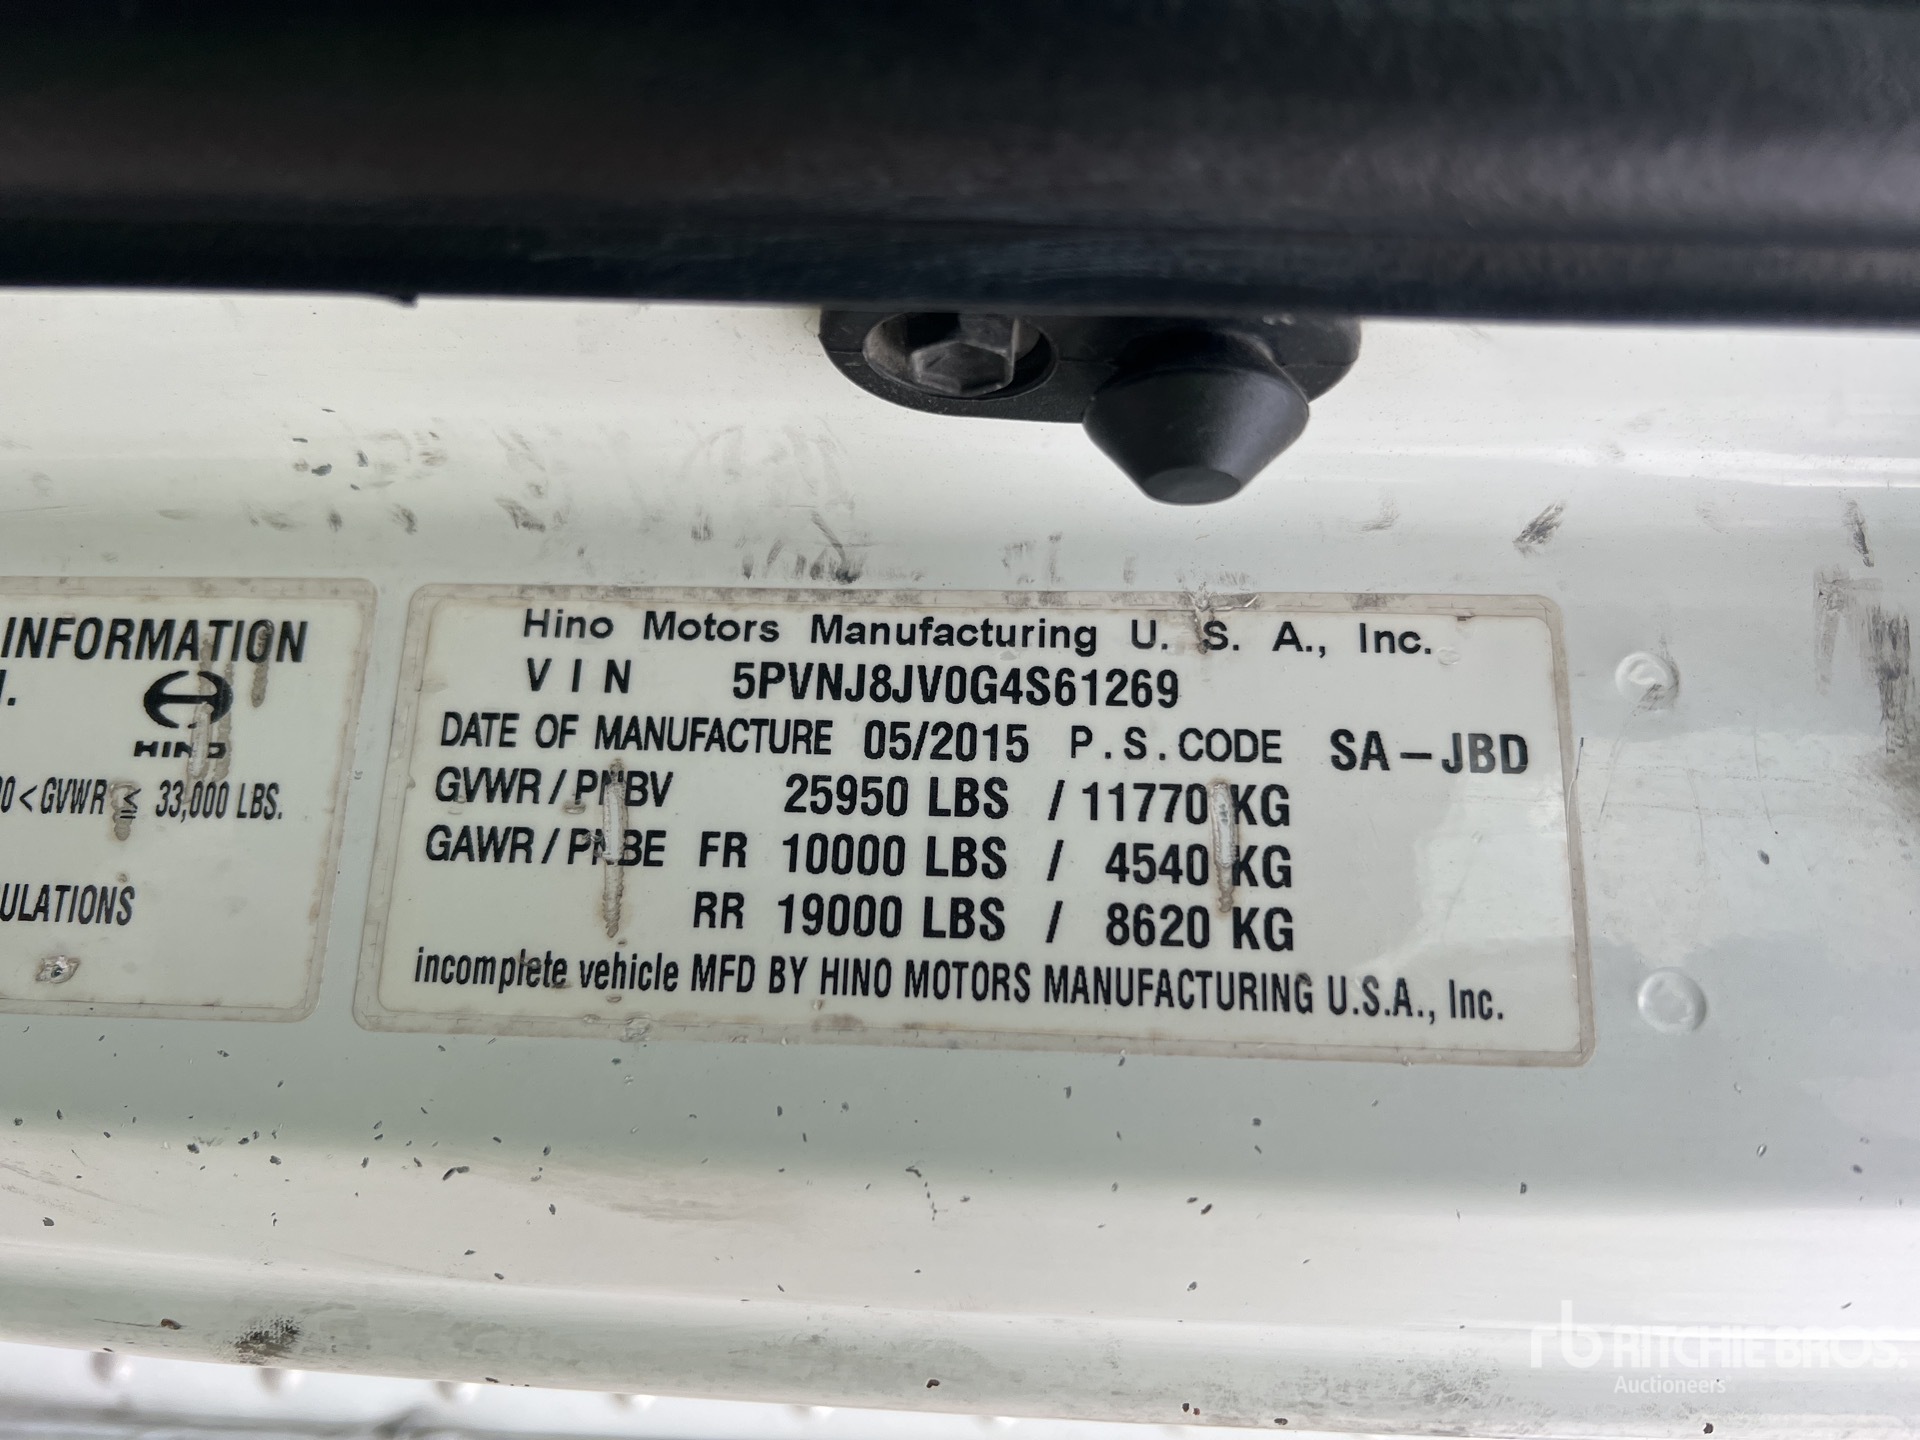 INFORMATION
HINO
<GVWR ≤ 33,000 LBS.
ULATIONS
Hino Motors Manufacturing U. S. A., Inc.
V I N 5PVNJ8JV0G4S61269
DATE OF MANUFACTURE 05/2015 P.S.CODE SA-JBD
GVWR/PNBV 25950 LBS / 11770 KG
GAWR/PNBE FR 10000 LBS / 4540 KG
RR 19000 LBS / 8620 KG
incomplete vehicle MFD BY HINO MOTORS MANUFACTURING U.S.A., Inc.
rb RITCHIE BROS.
Auctioneers